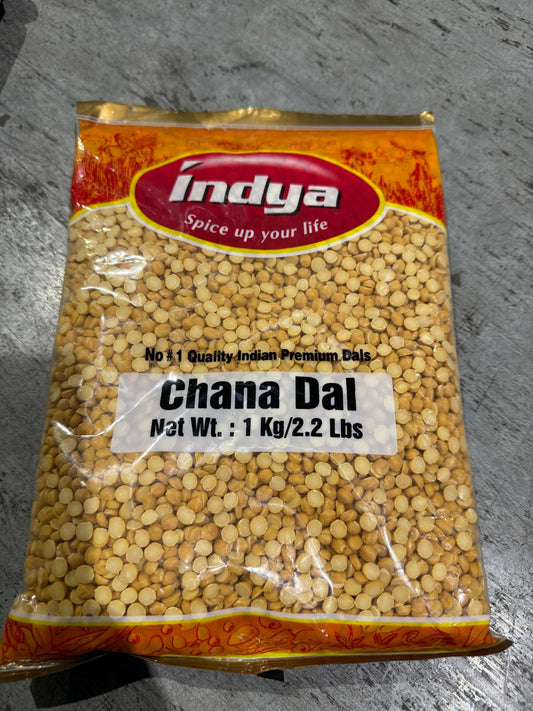 indya
Spice up your life
No # 1 Quality Indian Premium Dals
Chana Dal
Net Wt. : 1 Kg/2.2 Lbs